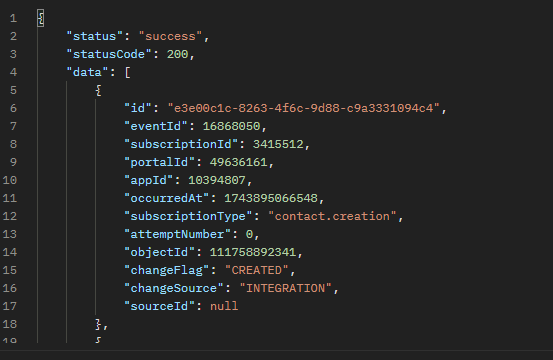 1 {
2 "status": "success",
3 "statusCode": 200,
4 "data": [
5 {
6 "id": "e3e00c1c-8263-4f6c-9d88-c9a3331094c4",
7 "eventId": 16868050,
8 "subscriptionId": 3415512,
9 "portalId": 49636161,
10 "appId": 10394807,
11 "occurredAt": 1743895066548,
12 "subscriptionType": "contact.creation",
13 "attemptNumber": 0,
14 "objectId": 111758892341,
15 "changeFlag": "CREATED",
16 "changeSource": "INTEGRATION",
17 "sourceId": null
18 },
19 {